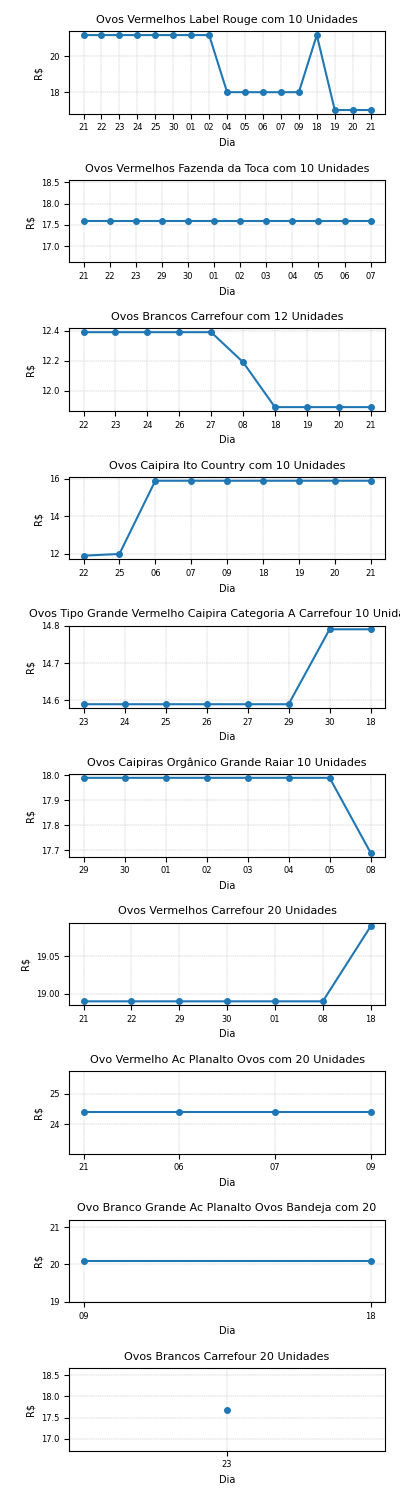 Ovos Vermelhos Label Rouge com 10 Unidades
20
18
R$
21 22 23 24 25 30 01 02 04 05 06 07 09 18 19 20 21
Dia
Ovos Vermelhos Fazenda da Toca com 10 Unidades
18.5
18.0
17.5
17.0
R$
21 22 23 29 30 01 02 03 04 05 06 07
Dia
Ovos Brancos Carrefour com 12 Unidades
12.4
12.2
12.0
R$
22 23 24 26 27 08 18 19 20 21
Dia
Ovos Caipira Ito Country com 10 Unidades
16
14
12
R$
22 25 06 07 09 18 19 20 21
Dia
Ovos Tipo Grande Vermelho Caipira Categoria A Carrefour 10 Unida
14.8
14.7
14.6
R$
23 24 25 26 27 29 30 18
Dia
Ovos Caipiras Orgânico Grande Raiar 10 Unidades
18.0
17.9
17.8
17.7
R$
29 30 01 02 03 04 05 08
Dia
Ovos Vermelhos Carrefour 20 Unidades
19.05
19.00
R$
21 22 29 30 01 08 18
Dia
Ovo Vermelho Ac Planalto Ovos com 20 Unidades
25
24
R$
21 06 07 09
Dia
Ovo Branco Grande Ac Planalto Ovos Bandeja com 20
21
20
19
R$
09 18
Dia
Ovos Brancos Carrefour 20 Unidades
18.5
18.0
17.5
17.0
R$
23
Dia